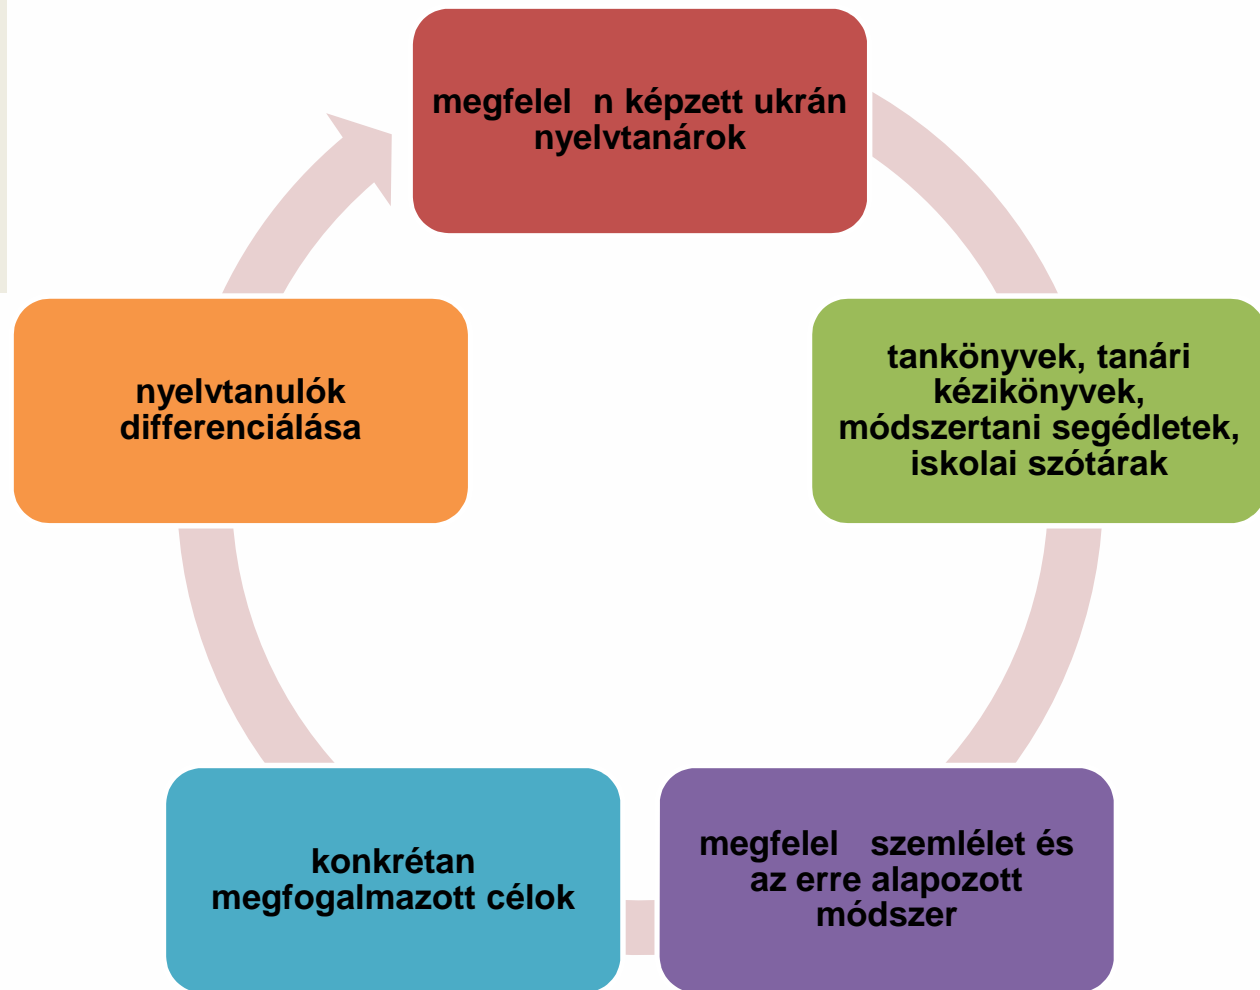 megfelel n képzett ukrán
nyelvtanárok
tankönyvek, tanári
kézikönyvek,
módszertani segédletek,
iskolai szótárak
megfelel szemlélet és
az erre alapozott
módszer
konkrétan
megfogalmazott célok
nyelvtanulók
differenciálása